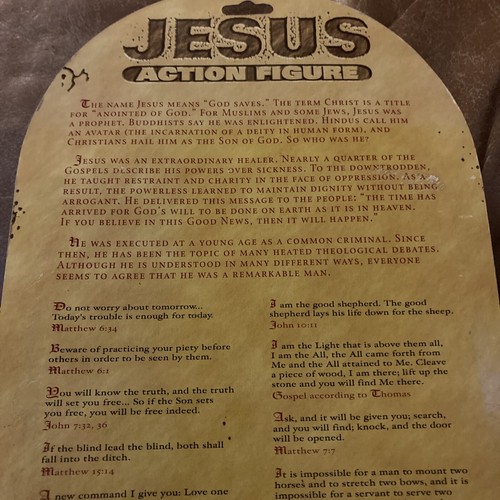 JESUS
ACTION FIGURE
The name Jesus means "God saves." The term Christ is a title
for "anointed of God." For Muslims and some Jews, Jesus was
a prophet. Buddhists say he was enlightened. Hindus call him
an avatar (the incarnation of a deity in human form), and
Christians hail him as the Son of God. So who was he?
Jesus was an extraordinary healer. Nearly a quarter of the
Gospels describe his powers over sickness. To the downtrodden,
he taught restraint and charity in the face of oppression. As a
result, the powerless learned to maintain dignity without being
arrogant. He delivered this message to the people: "The time has
arrived for God's will to be done on earth as it is in heaven.
If you believe in this Good News, then it will happen."
He was executed at a young age as a common criminal. Since
then, he has been the topic of many heated theological debates.
Although he is understood in many different ways, everyone
seems to agree that he was a remarkable man.
Do not worry about tomorrow...
Today's trouble is enough for today.
Matthew 6:34
Beware of practicing your piety before
others in order to be seen by them.
Matthew 6:1
You will know the truth, and the truth
will set you free... So if the Son sets
you free, you will be free indeed.
John 7:32, 36
If the blind lead the blind, both shall
fall into the ditch.
Matthew 15:14
A new command I give you: Love one
I am the good shepherd. The good
shepherd lays his life down for the sheep.
John 10:11
I am the Light that is above them all,
I am the All, the All came forth from
Me and the All attained to Me. Cleave
a piece of wood, I am there; lift up the
stone and you will find Me there.
Gospel according to Thomas
Ask, and it will be given you; search,
and you will find; knock, and the door
will be opened.
Matthew 7:7
It is impossible for a man to mount two
horses and to stretch two bows, and it is
impossible for a servant to serve two